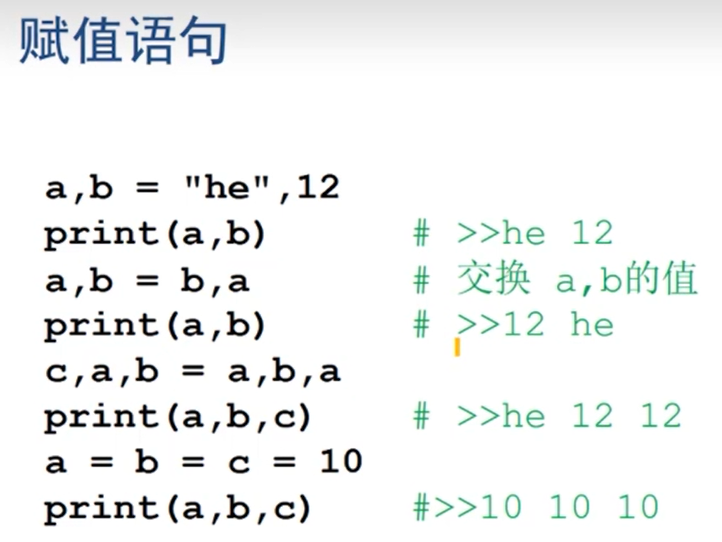 赋值语句
a,b = "he",12
print(a,b) # >>he 12
a,b = b,a # 交换 a,b的值
print(a,b) # >>12 he
c,a,b = a,b,a
print(a,b,c) # >>he 12 12
a = b = c = 10
print(a,b,c) #>>10 10 10